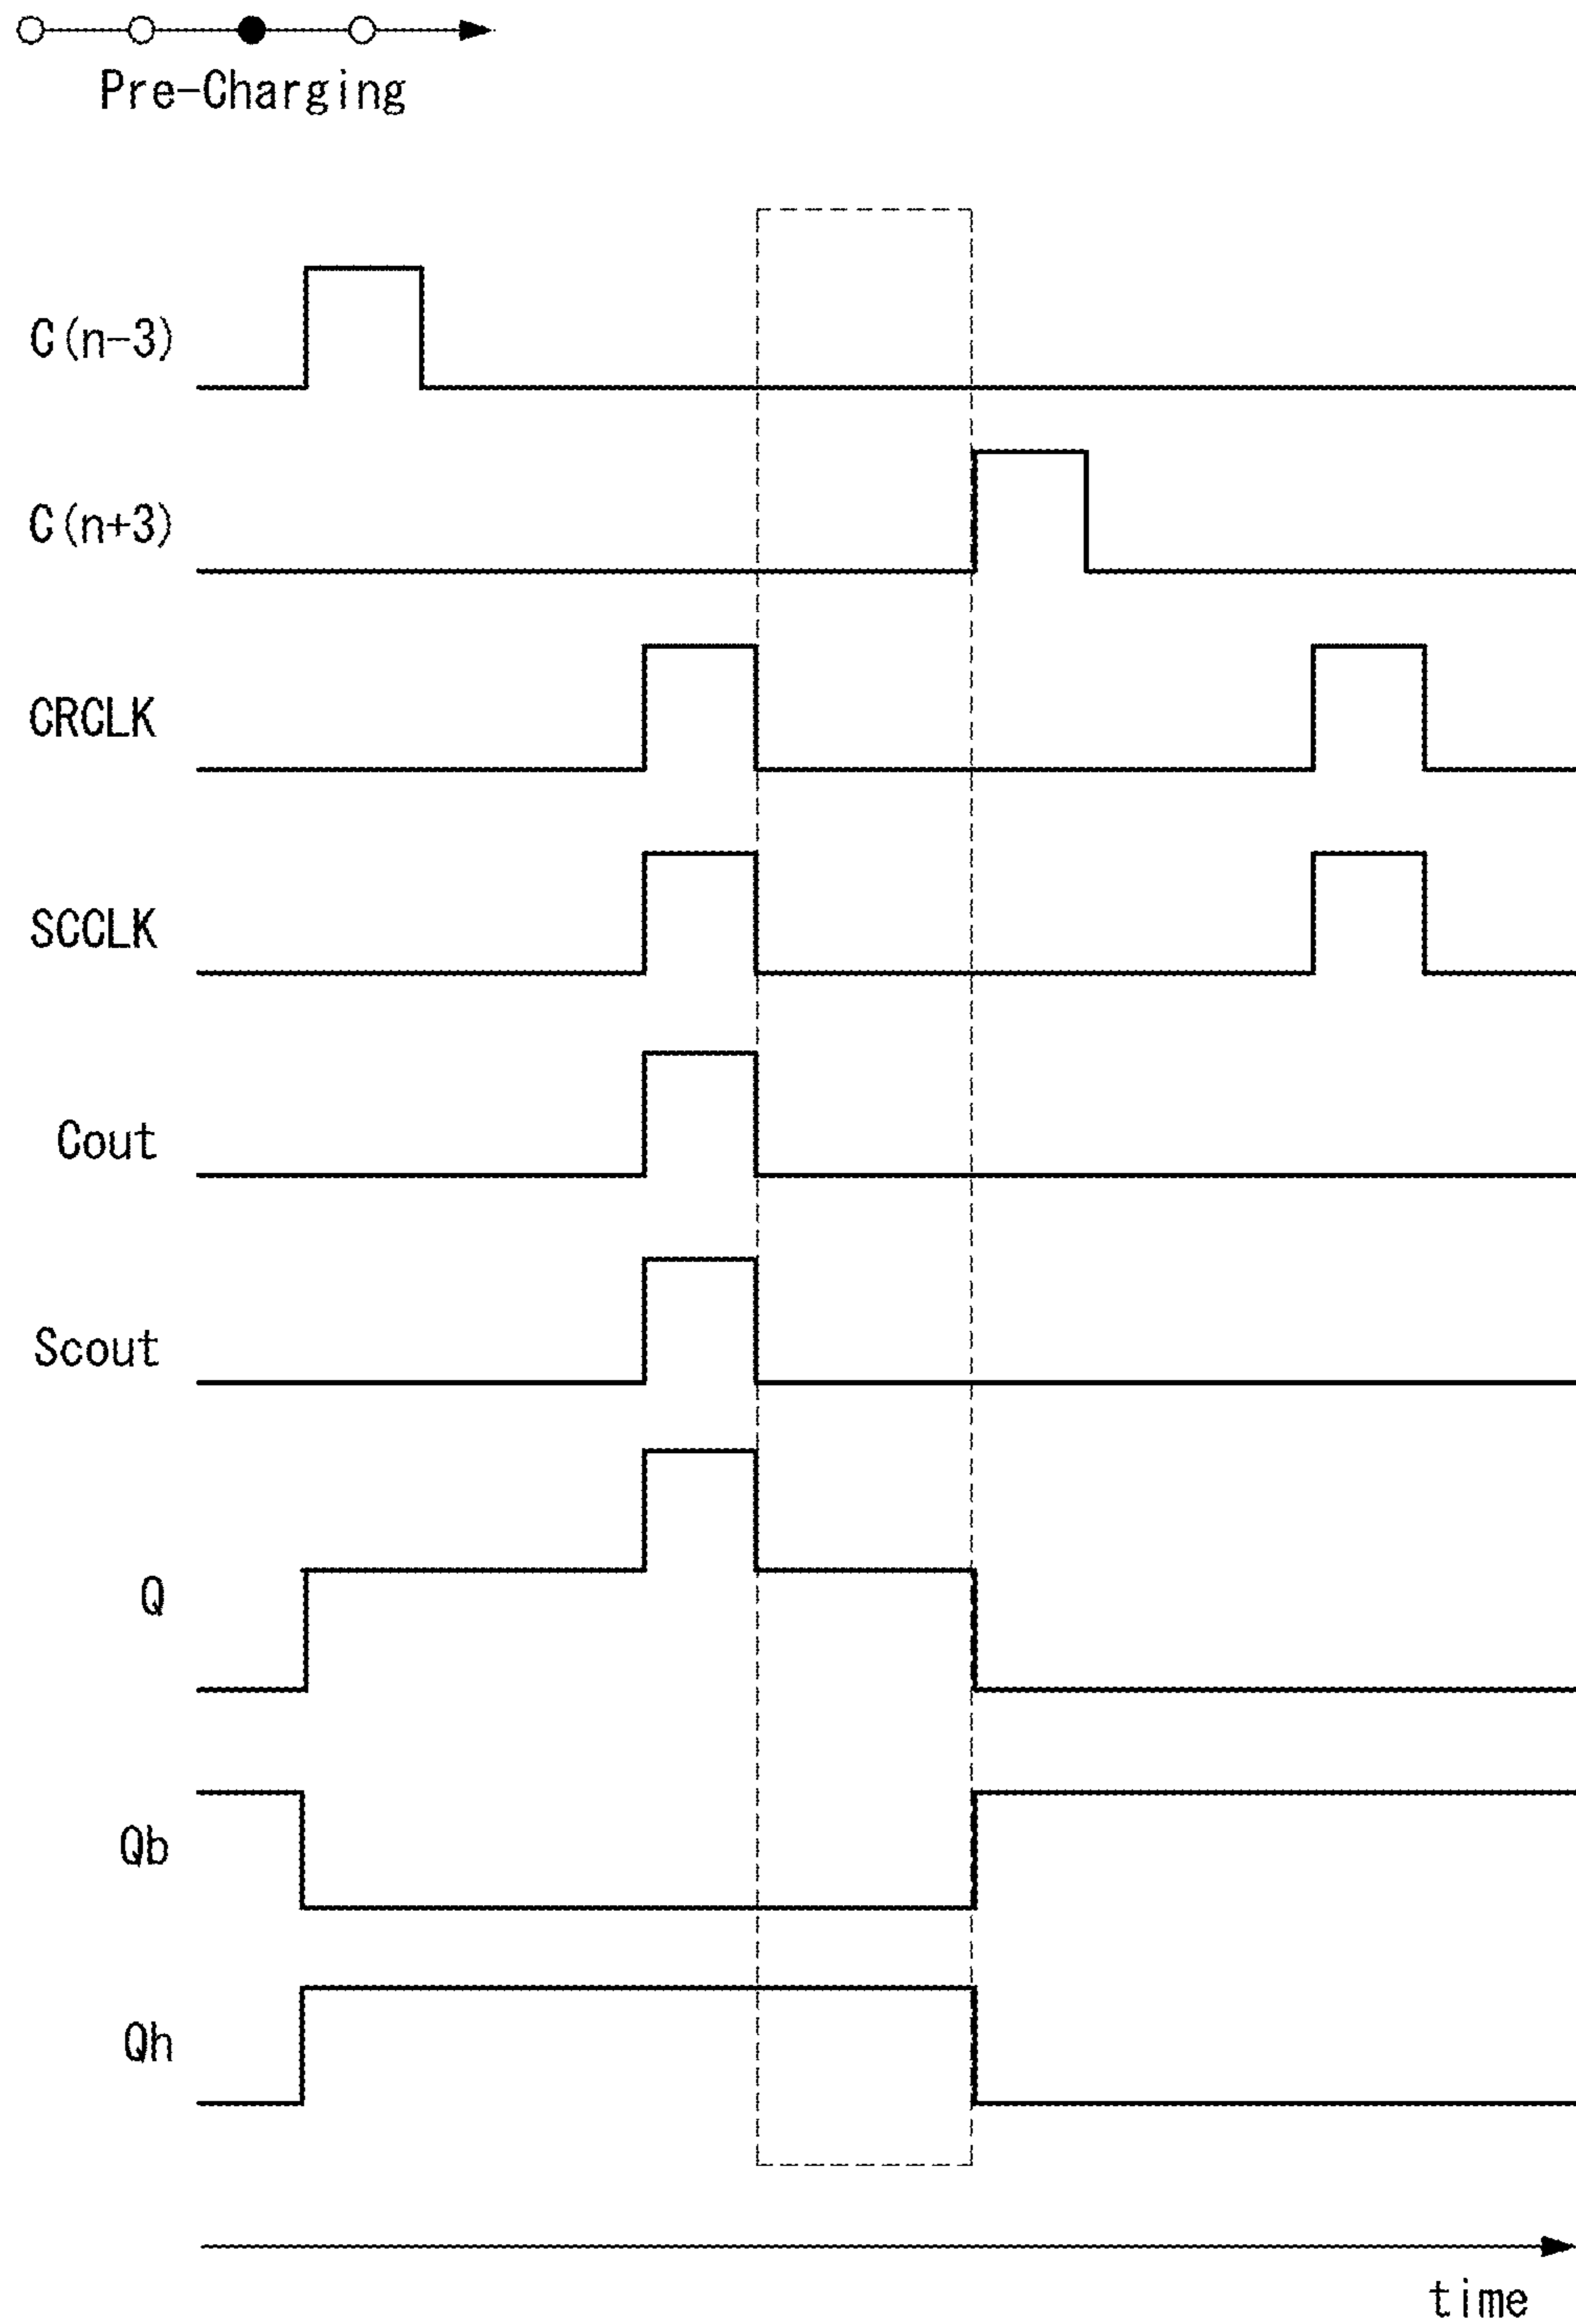 Pre-Charging
C(n-3)
C(n+3)
CRCLK
SCCLK
Cout
Scout
Q
Qb
Qh
time